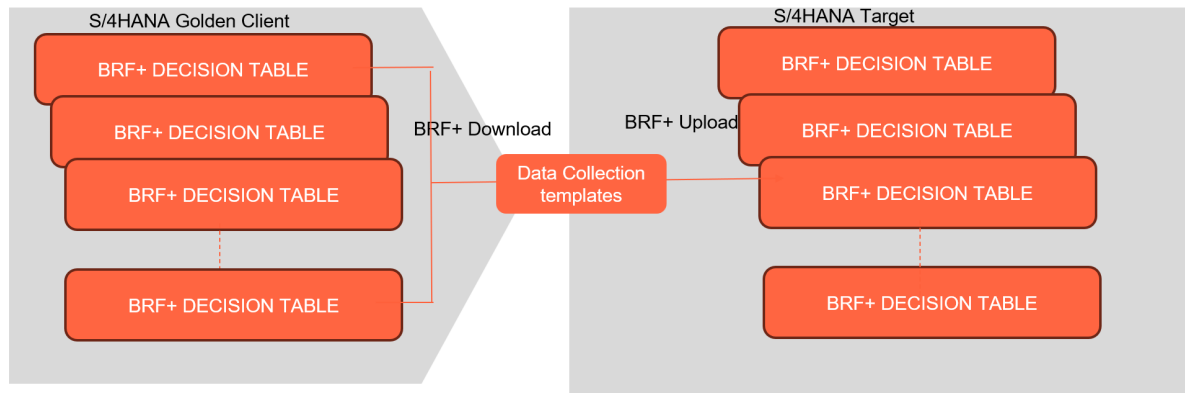 S/4HANA Golden Client
BRF+ DECISION TABLE
BRF+ DECISION TABLE
BRF+ DECISION TABLE
BRF+ DECISION TABLE
BRF+ Download
Data Collection
templates
BRF+ Upload
S/4HANA Target
BRF+ DECISION TABLE
BRF+ DECISION TABLE
BRF+ DECISION TABLE
BRF+ DECISION TABLE